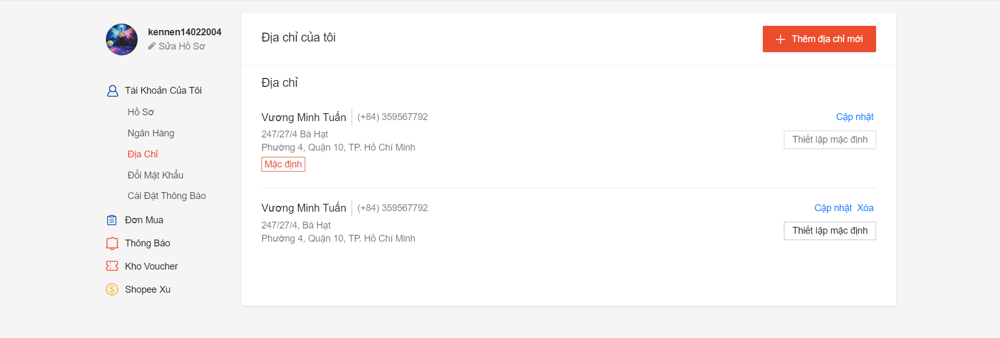 kennen14022004
Sửa Hồ Sơ
Tài Khoản Của Tôi
Hồ Sơ
Ngân Hàng
Địa Chỉ
Đổi Mật Khẩu
Cài Đặt Thông Báo
Đơn Mua
Thông Báo
Kho Voucher
Shopee Xu
Địa chỉ của tôi
Thêm địa chỉ mới
Địa chỉ
Vương Minh Tuấn (+84) 359567792 Cập nhật
247/27/4 Bà Hạt
Phường 4, Quận 10, TP. Hồ Chí Minh
Thiết lập mặc định
Mặc định
Vương Minh Tuấn (+84) 359567792 Cập nhật Xóa
247/27/4, Bà Hạt
Phường 4, Quận 10, TP. Hồ Chí Minh
Thiết lập mặc định